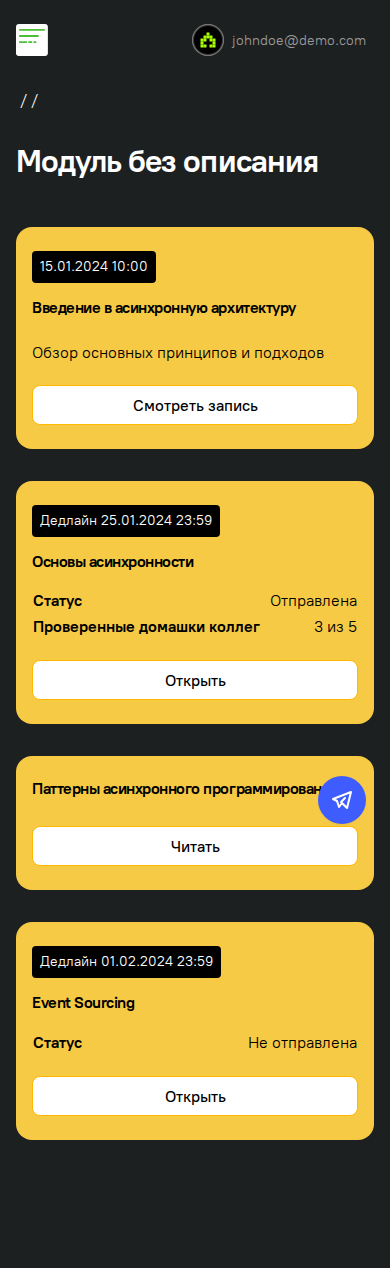 johndoe@demo.com
//
Модуль без описания
15.01.2024 10:00
Введение в асинхронную архитектуру
Обзор основных принципов и подходов
Смотреть запись
Дедлайн 25.01.2024 23:59
Основы асинхронности
Статус Отправлена
Проверенные домашки коллег 3 из 5
Открыть
Паттерны асинхронного
Читать
Дедлайн 01.02.2024 23:59
Event Sourcing
Статус Не отправлена
Открыть